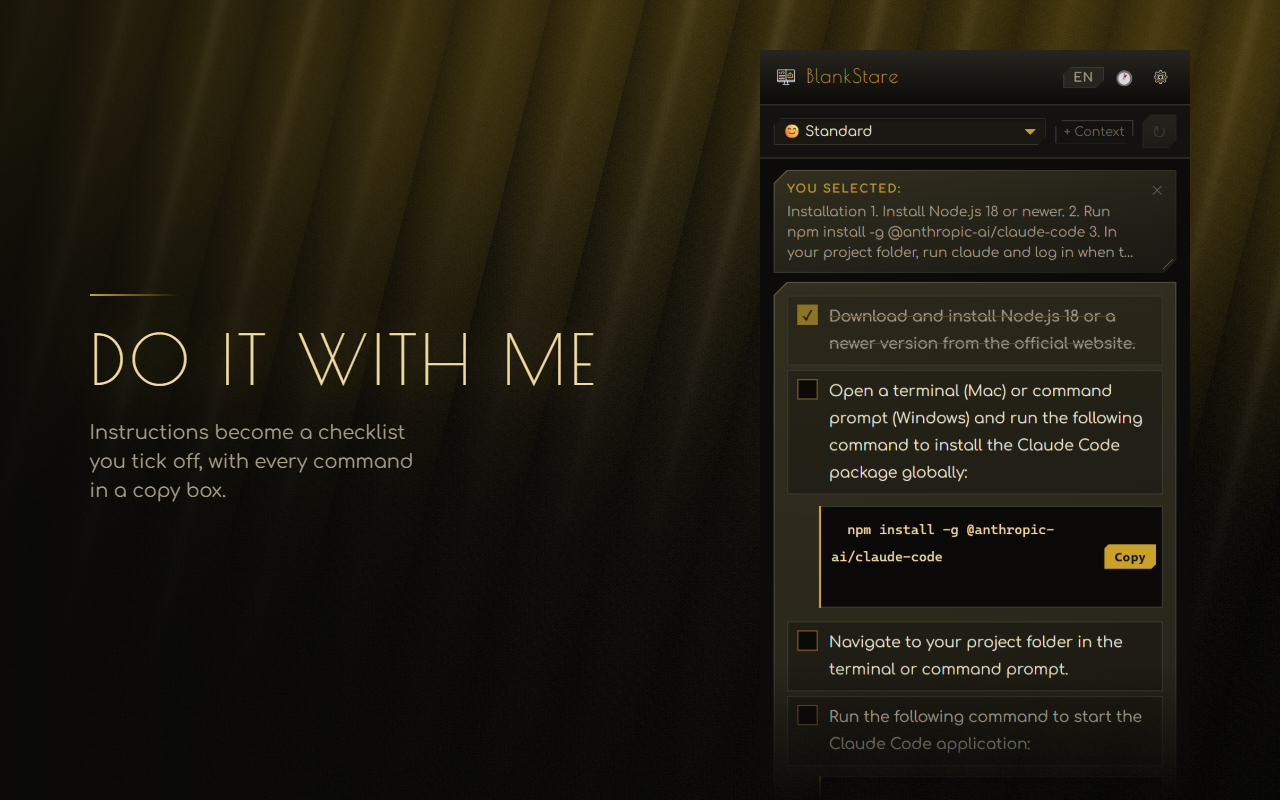 DO IT WITH ME
Instructions become a checklist
you tick off, with every command
in a copy box.
BlankStare
EN
😊 Standard
+ Context
↻
YOU SELECTED:
×
Installation 1. Install Node.js 18 or newer. 2. Run
npm install -g @anthropic-ai/claude-code 3. In
your project folder, run claude and log in when t...
Download and install Node.js 18 or a
newer version from the official website.
Open a terminal (Mac) or command
prompt (Windows) and run the following
command to install the Claude Code
package globally:
npm install -g @anthropic-
ai/claude-code
Copy
Navigate to your project folder in the
terminal or command prompt.
Run the following command to start the
Claude Code application: